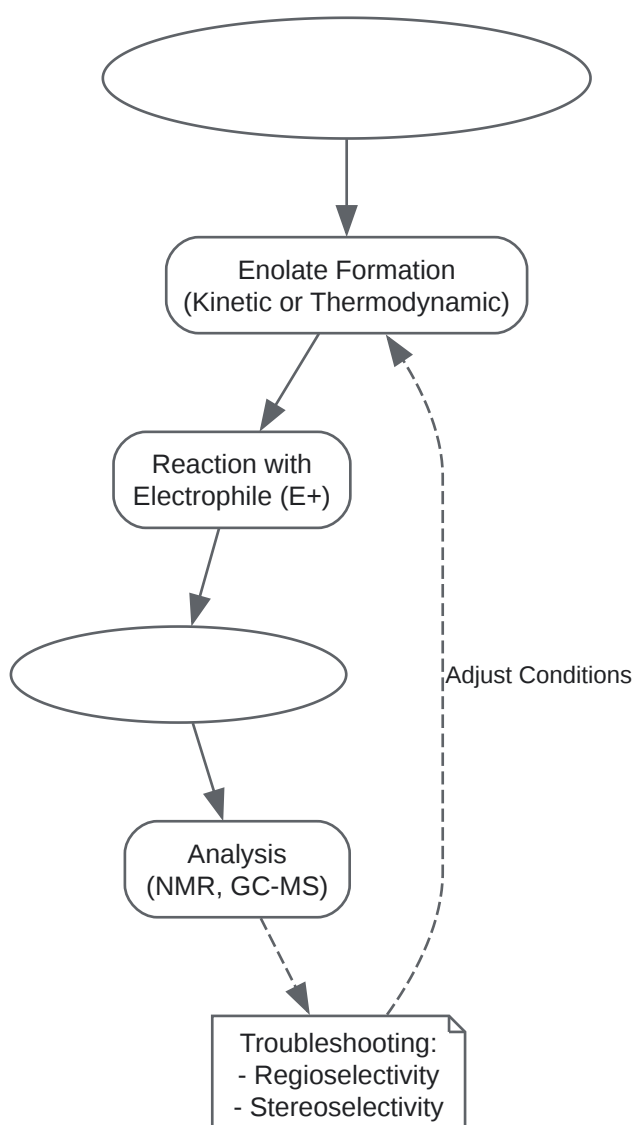 Enolate Formation
(Kinetic or Thermodynamic)
Reaction with
Electrophile (E+)
Adjust Conditions
Analysis
(NMR, GC-MS)
Troubleshooting:
- Regioselectivity
- Stereoselectivity